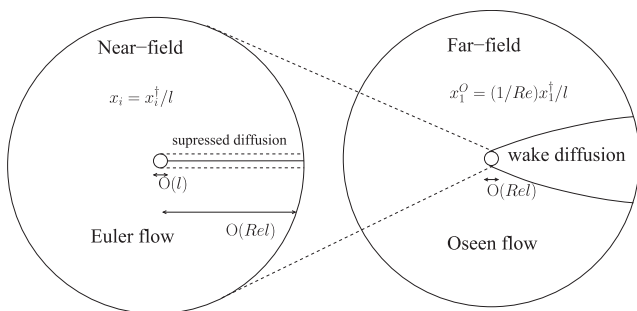 Near−field
x_i = x_i^†/l
supressed diffusion
O(l)
O(Rel)
Euler flow
Far−field
x_1^O = (1/Re)x_1^†/l
wake diffusion
O(Rel)
Oseen flow